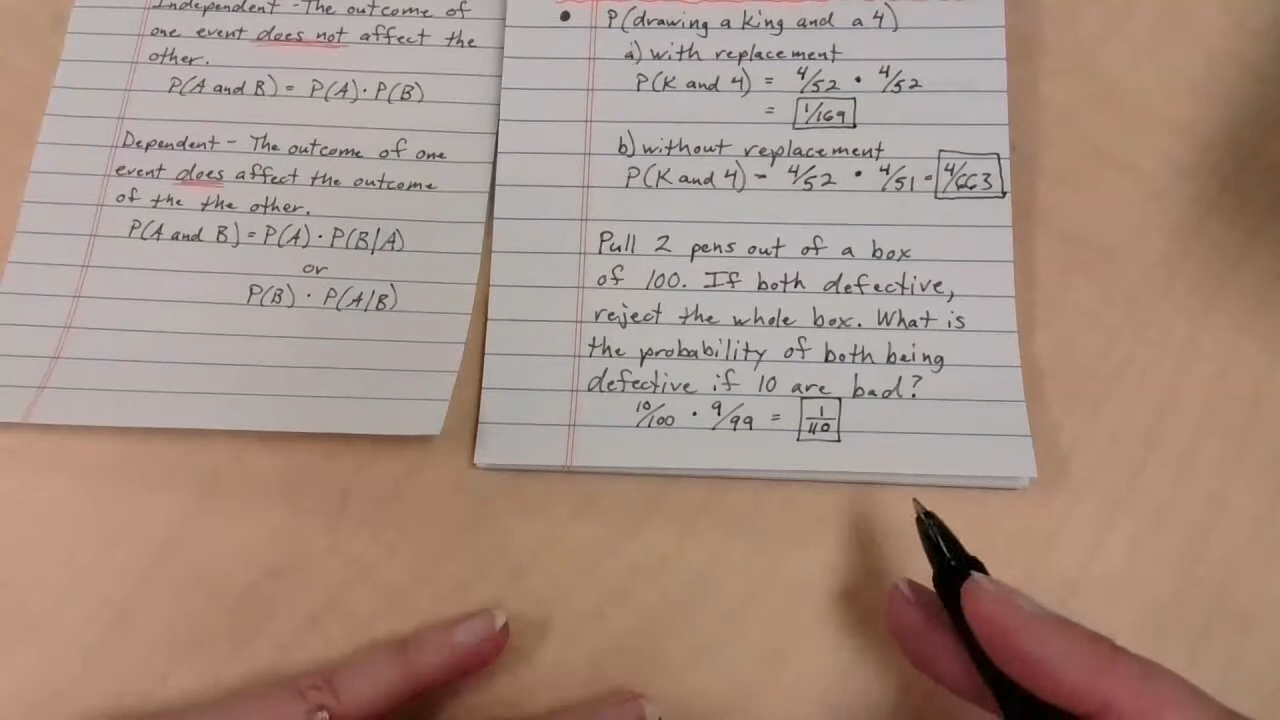 Independent - The outcome of
one event does not affect the
other.
P(A and B) = P(A) · P(B)
Dependent - The outcome of one
event does affect the outcome
of the the other.
P(A and B) = P(A) · P(B/A)
or
P(B) · P(A/B)
• P(drawing a King and a 4)
a) with replacement
P(K and 4) = 4/52 · 4/52
= 1/169
b) without replacement
P(K and 4) = 4/52 · 4/51 = 4/663
Pull 2 pens out of a box
of 100. If both defective,
reject the whole box. What is
the probability of both being
defective if 10 are bad?
10/100 · 9/99 = 1/110